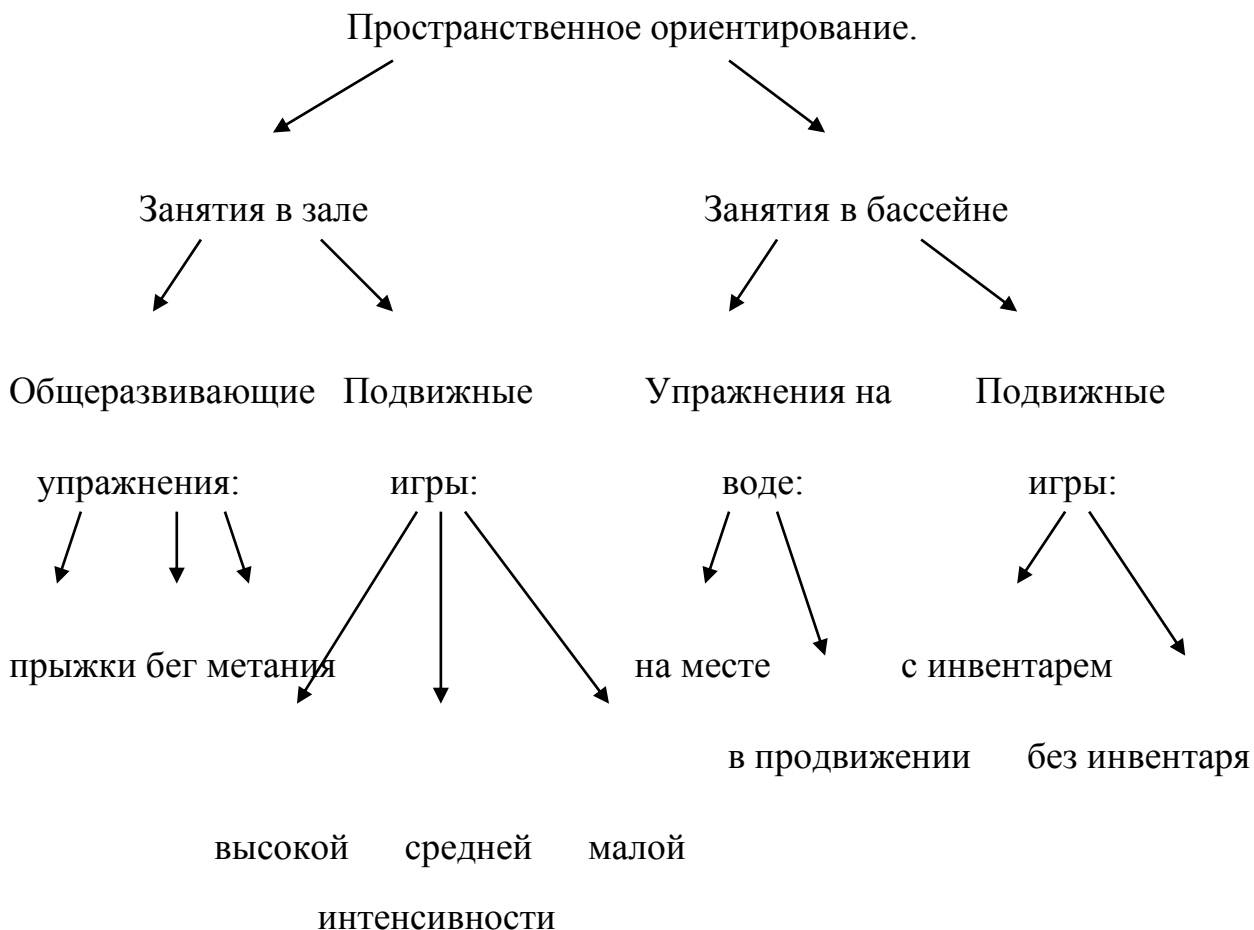 Пространственное ориентирование.
Занятия в зале Занятия в бассейне
Общеразвивающие Подвижные Упражнения на Подвижные
упражнения: игры: воде: игры:
прыжки бег метания на месте с инвентарем
в продвижении без инвентаря
высокой средней малой
интенсивности